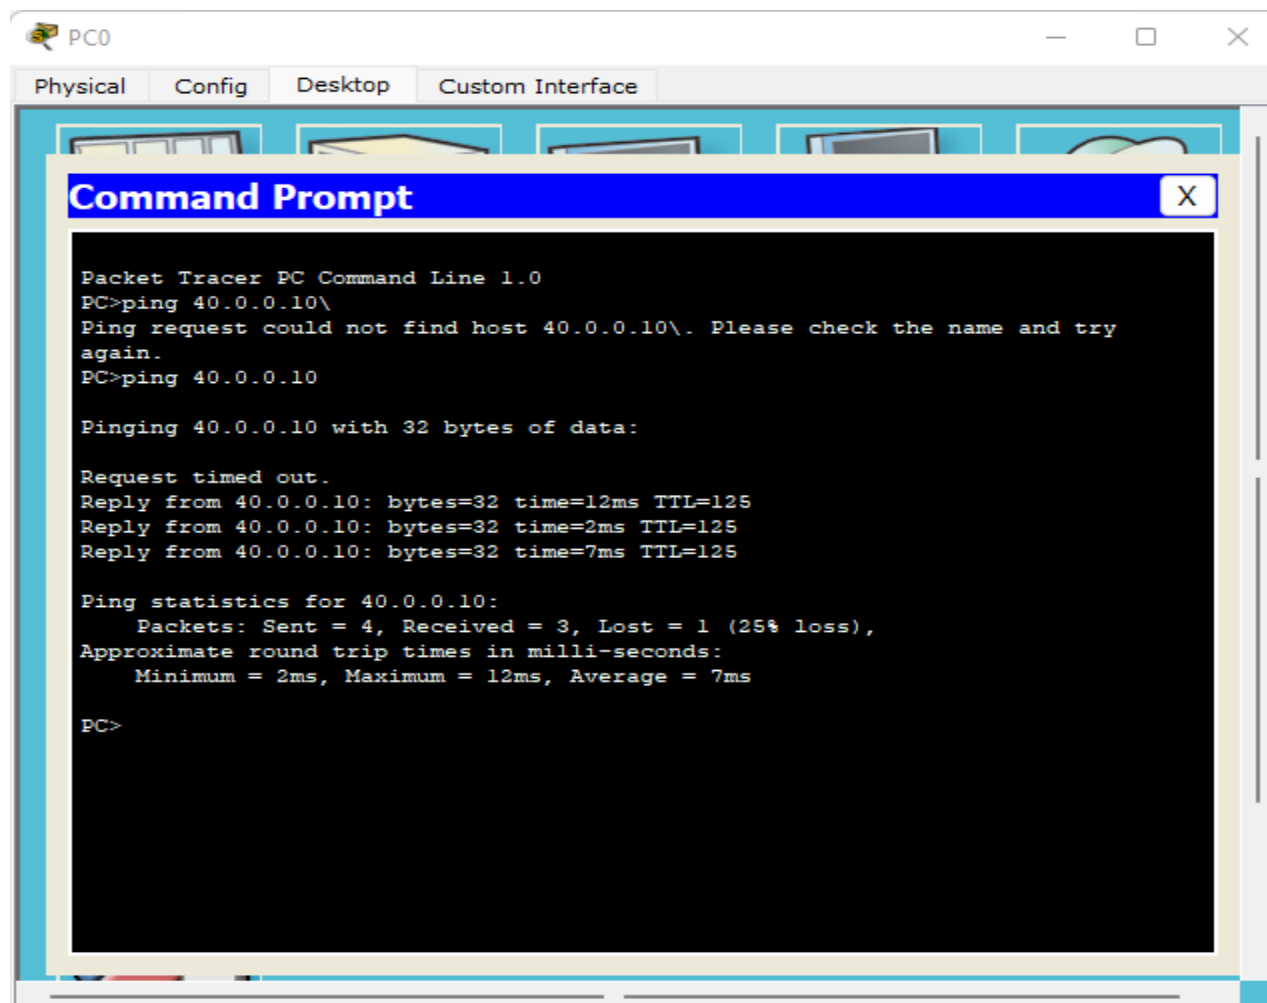 PC0
Physical Config Desktop Custom Interface
Command Prompt X
Packet Tracer PC Command Line 1.0
PC>ping 40.0.0.10\
Ping request could not find host 40.0.0.10\. Please check the name and try
again.
PC>ping 40.0.0.10
Pinging 40.0.0.10 with 32 bytes of data:
Request timed out.
Reply from 40.0.0.10: bytes=32 time=12ms TTL=125
Reply from 40.0.0.10: bytes=32 time=2ms TTL=125
Reply from 40.0.0.10: bytes=32 time=7ms TTL=125
Ping statistics for 40.0.0.10:
Packets: Sent = 4, Received = 3, Lost = 1 (25% loss),
Approximate round trip times in milli-seconds:
Minimum = 2ms, Maximum = 12ms, Average = 7ms
PC>